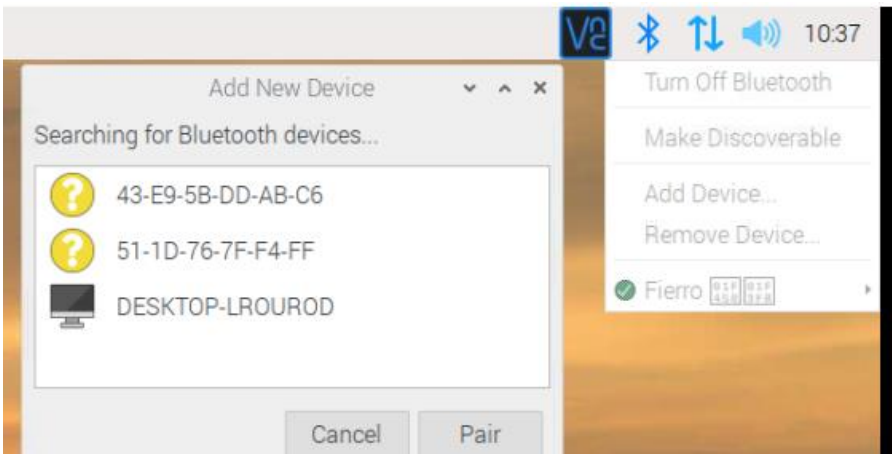 V2 10:37
Add New Device
Searching for Bluetooth devices...
43-E9-5B-DD-AB-C6
51-1D-76-7F-F4-FF
DESKTOP-LROUROD
Cancel Pair
Turn Off Bluetooth
Make Discoverable
Add Device...
Remove Device...
Fierro